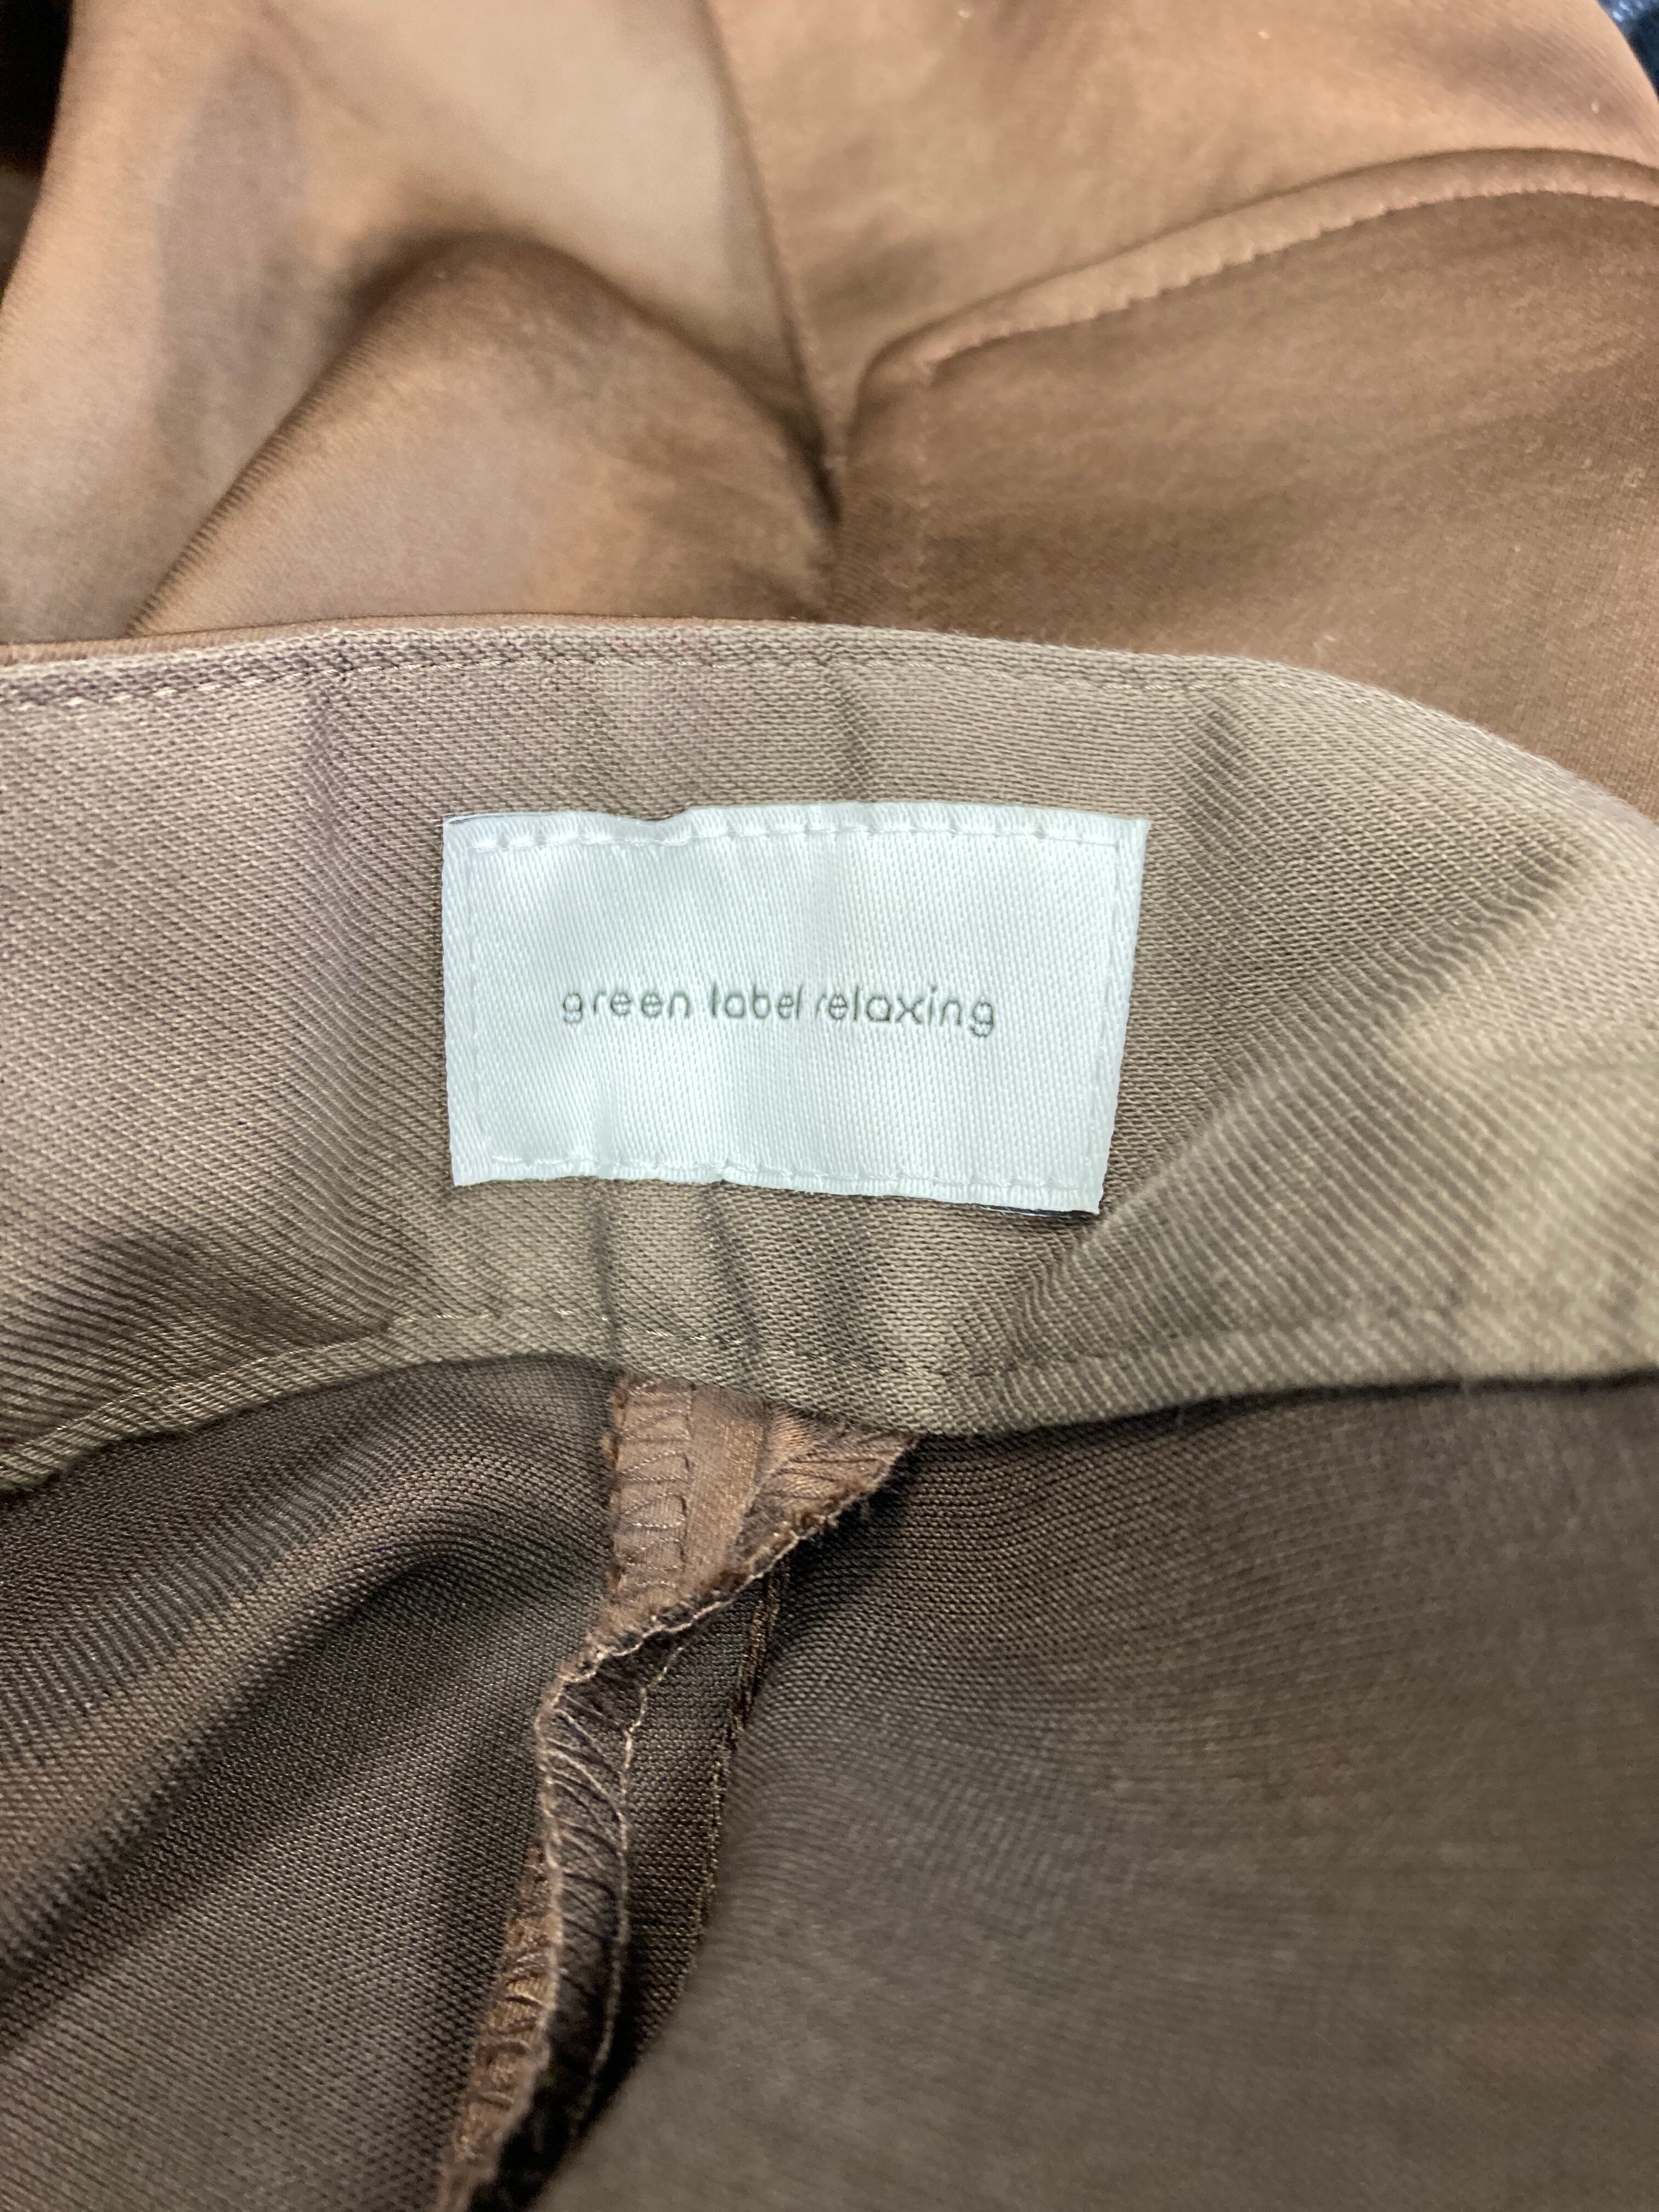 green label relaxing